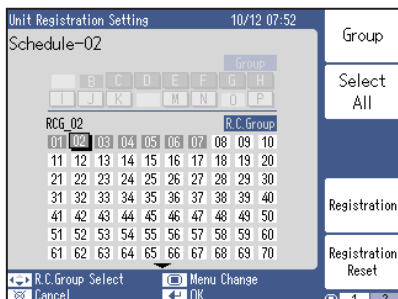 Unit Registration Setting 10/12 07:52
Schedule-02
Group
B C D E F G H
I J K M N O P
RCG_02 R.C.Group
01 02 03 04 05 06 07 08 09 10
11 12 13 14 15 16 17 18 19 20
21 22 23 24 25 26 27 28 29 30
31 32 33 34 35 36 37 38 39 40
41 42 43 44 45 46 47 48 49 50
51 52 53 54 55 56 57 58 59 60
61 62 63 64 65 66 67 68 69 70
R.C.Group Select Menu Change
Cancel OK
Group
Select
All
Registration
Registration
Reset
1 2